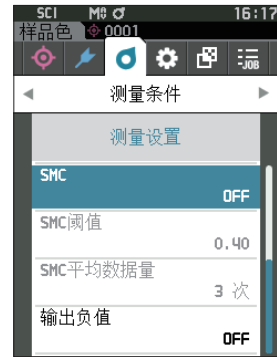 SCI M0 16:17
样品色 0001
-JOB
测量条件
测量设置
SMC
OFF
SMC阈值
0.40
SMC平均数据量
3 次
输出负值
OFF